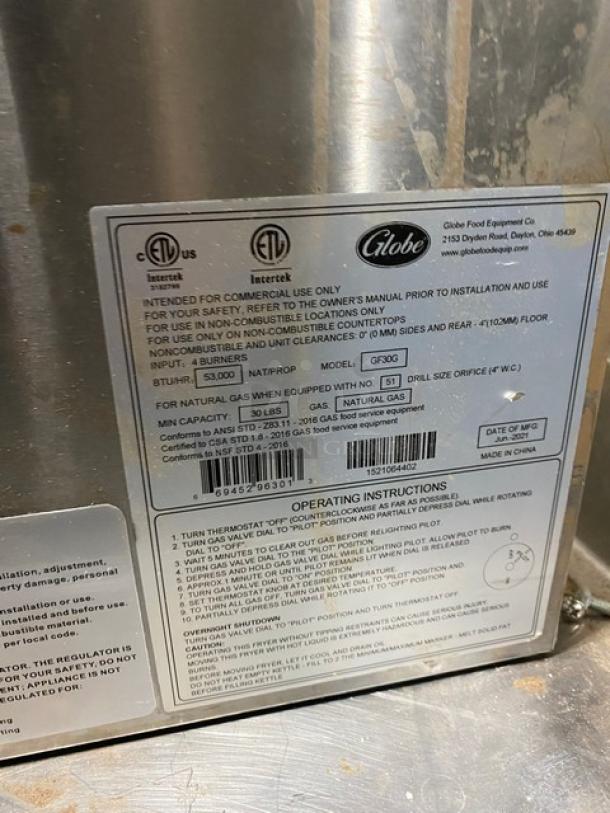 C ETL US
Intertek
3182799
ETL
Intertek
Globe
Globe Food Equipment Co.
2153 Dryden Road, Dayton, Ohio 45439
www.globefoodequip.com
INTENDED FOR COMMERCIAL USE ONLY
FOR YOUR SAFETY, REFER TO THE OWNER'S MANUAL PRIOR TO INSTALLATION AND USE
FOR USE IN NON-COMBUSTIBLE LOCATIONS ONLY
FOR USE ONLY ON NON-COMBUSTIBLE COUNTERTOPS
NONCOMBUSTIBLE AND UNIT CLEARANCES: 0" (0 MM) SIDES AND REAR - 4"(102MM) FLOOR
INPUT: 4 BURNERS
BTU/HR: 53,000 NAT/PROP MODEL: GF30G
FOR NATURAL GAS WHEN EQUIPPED WITH NO. 51 DRILL SIZE ORIFICE (4" W.C.)
MIN CAPACITY: 30 LBS GAS: NATURAL GAS
Conforms to ANSI STD - Z83.11 - 2016 GAS food service equipment
Certified to CSA STD 1.8 - 2016 GAS food service equipment
Conforms to NSF STD 4 - 2016
DATE OF MFG:
Jun.-2021
MADE IN CHINA
6 69452 96301 3
1521064402
OPERATING INSTRUCTIONS
1. TURN THERMOSTAT "OFF" (COUNTERCLOCKWISE AS FAR AS POSSIBLE).
2. TURN GAS VALVE DIAL TO "PILOT" POSITION AND PARTIALLY DEPRESS DIAL WHILE ROTATING
DIAL TO "OFF".
3. WAIT 5 MINUTES TO CLEAR OUT GAS BEFORE RELIGHTING PILOT.
4. TURN GAS VALVE DIAL TO THE "PILOT" POSITION.
5. DEPRESS AND HOLD GAS VALVE DIAL WHILE LIGHTING PILOT. ALLOW PILOT TO BURN
6. APPROX.1 MINUTE OR UNTIL PILOT REMAINS LIT WHEN DIAL IS RELEASED
7. TURN GAS VALVE DIAL TO "ON" POSITION
8. SET THERMOSTAT KNOB AT DESIRED TEMPERATURE.
9. TO TURN ALL GAS OFF, TURN GAS VALVE DIAL TO "PILOT" POSITION AND
10. PARTIALLY DEPRESS DIAL WHILE ROTATING IT TO "OFF" POSITION
OVERNIGHT SHUTDOWN
TURN GAS VALVE DIAL TO "PILOT" POSITION AND TURN THERMOSTAT OFF.
CAUTION:
OPERATING THIS FRYER WITHOUT TIPPING RESTRAINTS CAN CAUSE SERIOUS INJURY.
MOVING THIS FRYER WITH HOT LIQUID IS EXTREMELY HAZARDOUS AND CAN CAUSE SERIOUS
BURNS.
BEFORE MOVING FRYER, LET IT COOL AND DRAIN OIL
DO NOT HEAT EMPTY KETTLE - FILL TO 2 THE MINIMUM/MAXIMUM MARKER - MELT SOLID FAT
BEFORE FILLING KETTLE
allation, adjustment,
erty damage, personal
nstallation or use.
installed and before use.
bustible material.
per local code.
ATOR. THE REGULATOR IS
FOR YOUR SAFETY, DO NOT
ENT; APPLIANCE IS NOT
EGULATED FOR:
ng
ting